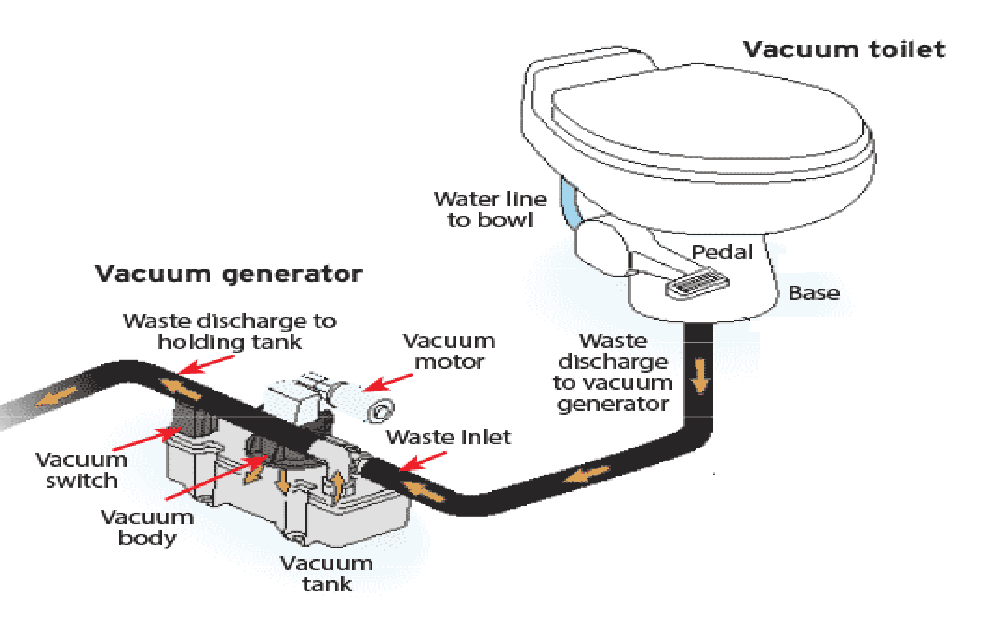 Vacuum toilet
Water line
to bowl
Pedal
Base
Vacuum generator
Waste discharge to
holding tank
Vacuum
motor
Waste
discharge
to vacuum
generator
Waste Inlet
Vacuum
switch
Vacuum
body
Vacuum
tank